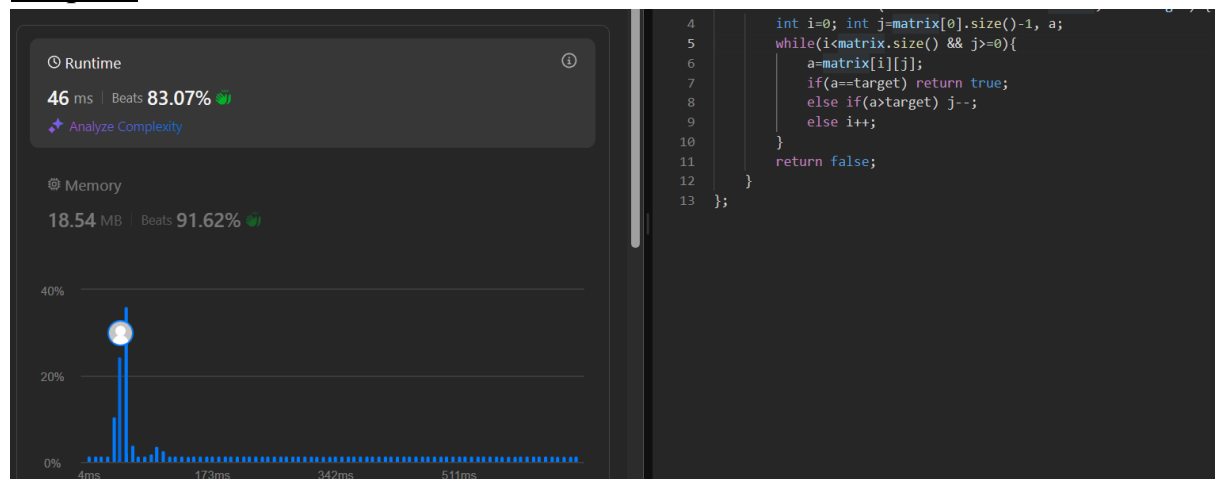 Runtime
46 ms | Beats 83.07%
Analyze Complexity
Memory
18.54 MB | Beats 91.62%
40%
20%
0%
4ms 173ms 342ms 511ms
4 int i=0; int j=matrix[0].size()-1, a;
5 while(i<matrix.size() && j>=0){
6 a=matrix[i][j];
7 if(a==target) return true;
8 else if(a>target) j--;
9 else i++;
10 }
11 return false;
12 }
13 };